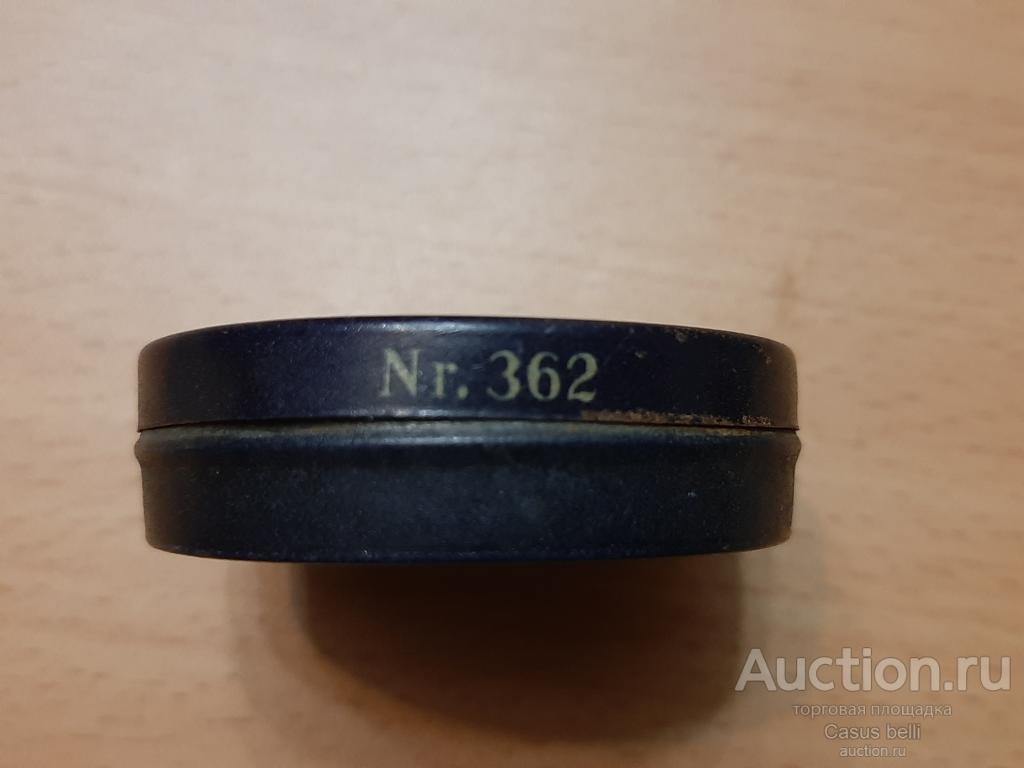 Nr. 362
Auction.ru
торговая площадка
Casus belli
auction.ru